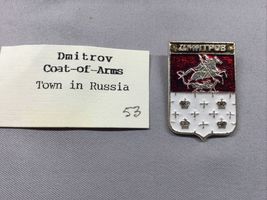 Dmitrov
Coat-of-Arms
Town in Russia
53
ДМИТРОВ